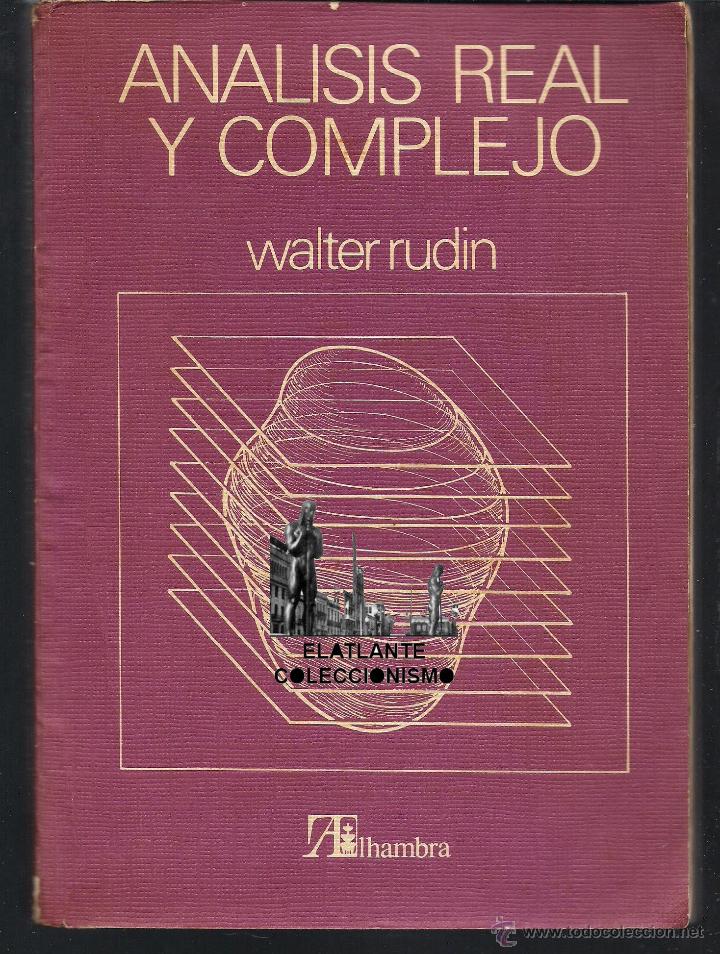 ANALISIS REAL
Y COMPLEJO
walter rudin
ELATLANTE
COLECCIONISMO
Alhambra
© www.todocoleccion.net